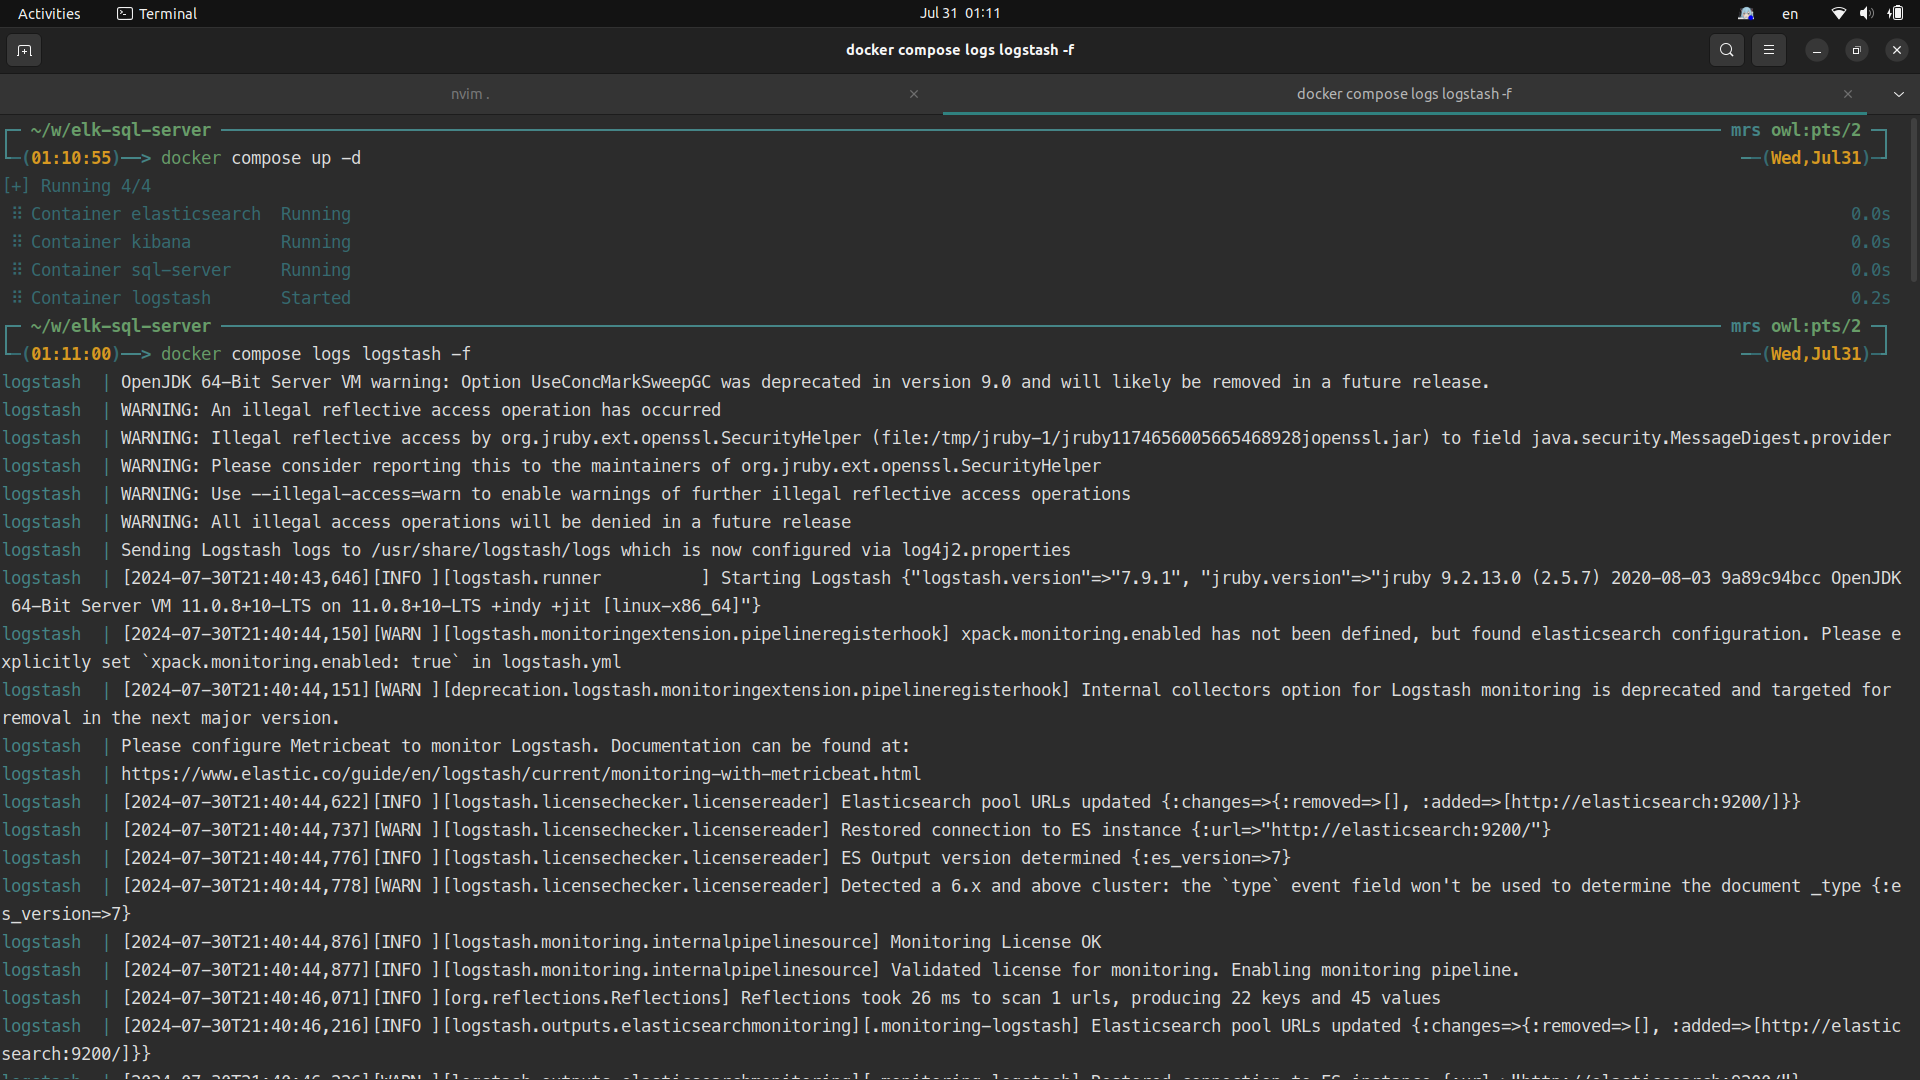 Activities Terminal Jul 31 01:11 en
docker compose logs logstash -f
nvim . × docker compose logs logstash -f ×
~/w/elk-sql-server mrs owl:pts/2
(01:10:55)—> docker compose up -d —(Wed,Jul31)
[+] Running 4/4
⠿ Container elasticsearch Running 0.0s
⠿ Container kibana Running 0.0s
⠿ Container sql-server Running 0.0s
⠿ Container logstash Started 0.2s
~/w/elk-sql-server mrs owl:pts/2
(01:11:00)—> docker compose logs logstash -f —(Wed,Jul31)
logstash | OpenJDK 64-Bit Server VM warning: Option UseConcMarkSweepGC was deprecated in version 9.0 and will likely be removed in a future release.
logstash | WARNING: An illegal reflective access operation has occurred
logstash | WARNING: Illegal reflective access by org.jruby.ext.openssl.SecurityHelper (file:/tmp/jruby-1/jruby1174656005665468928jopenssl.jar) to field java.security.MessageDigest.provider
logstash | WARNING: Please consider reporting this to the maintainers of org.jruby.ext.openssl.SecurityHelper
logstash | WARNING: Use --illegal-access=warn to enable warnings of further illegal reflective access operations
logstash | WARNING: All illegal access operations will be denied in a future release
logstash | Sending Logstash logs to /usr/share/logstash/logs which is now configured via log4j2.properties
logstash | [2024-07-30T21:40:43,646][INFO ][logstash.runner          ] Starting Logstash {"logstash.version"=>"7.9.1", "jruby.version"=>"jruby 9.2.13.0 (2.5.7) 2020-08-03 9a89c94bcc OpenJDK
 64-Bit Server VM 11.0.8+10-LTS on 11.0.8+10-LTS +indy +jit [linux-x86_64]"}
logstash | [2024-07-30T21:40:44,150][WARN ][logstash.monitoringextension.pipelineregisterhook] xpack.monitoring.enabled has not been defined, but found elasticsearch configuration. Please e
xplicitly set `xpack.monitoring.enabled: true` in logstash.yml
logstash | [2024-07-30T21:40:44,151][WARN ][deprecation.logstash.monitoringextension.pipelineregisterhook] Internal collectors option for Logstash monitoring is deprecated and targeted for
removal in the next major version.
logstash | Please configure Metricbeat to monitor Logstash. Documentation can be found at:
logstash | https://www.elastic.co/guide/en/logstash/current/monitoring-with-metricbeat.html
logstash | [2024-07-30T21:40:44,622][INFO ][logstash.licensechecker.licensereader] Elasticsearch pool URLs updated {:changes=>{:removed=>[], :added=>[http://elasticsearch:9200/]}}
logstash | [2024-07-30T21:40:44,737][WARN ][logstash.licensechecker.licensereader] Restored connection to ES instance {:url=>"http://elasticsearch:9200/"}
logstash | [2024-07-30T21:40:44,776][INFO ][logstash.licensechecker.licensereader] ES Output version determined {:es_version=>7}
logstash | [2024-07-30T21:40:44,778][WARN ][logstash.licensechecker.licensereader] Detected a 6.x and above cluster: the `type` event field won't be used to determine the document _type {:e
s_version=>7}
logstash | [2024-07-30T21:40:44,876][INFO ][logstash.monitoring.internalpipelinesource] Monitoring License OK
logstash | [2024-07-30T21:40:44,877][INFO ][logstash.monitoring.internalpipelinesource] Validated license for monitoring. Enabling monitoring pipeline.
logstash | [2024-07-30T21:40:46,071][INFO ][org.reflections.Reflections] Reflections took 26 ms to scan 1 urls, producing 22 keys and 45 values
logstash | [2024-07-30T21:40:46,216][INFO ][logstash.outputs.elasticsearchmonitoring][.monitoring-logstash] Elasticsearch pool URLs updated {:changes=>{:removed=>[], :added=>[http://elastic
search:9200/]}}